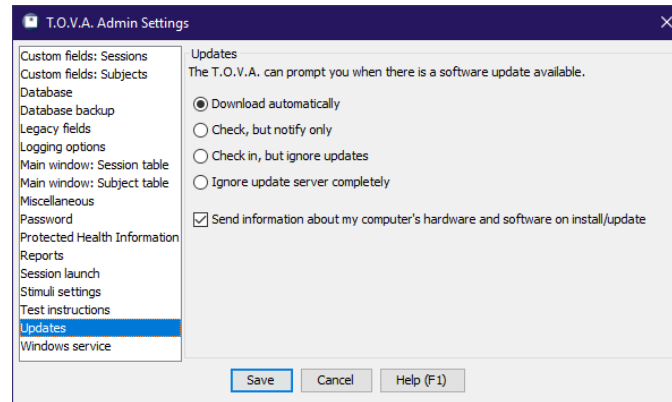 T.O.V.A. Admin Settings
Custom fields: Sessions
Custom fields: Subjects
Database
Database backup
Legacy fields
Logging options
Main window: Session table
Main window: Subject table
Miscellaneous
Password
Protected Health Information
Reports
Session launch
Stimuli settings
Test instructions
Updates
Windows service
Updates
The T.O.V.A. can prompt you when there is a software update available.
Download automatically
Check, but notify only
Check in, but ignore updates
Ignore update server completely
Send information about my computer's hardware and software on install/update
Save Cancel Help (F1)